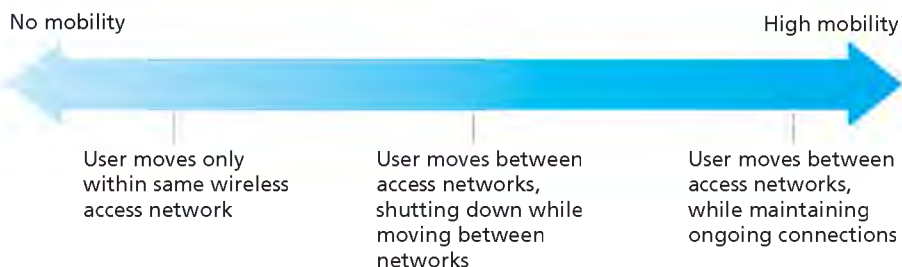 No mobility
High mobility
User moves only
within same wireless
access network
User moves between
access networks,
shutting down while
moving between
networks
User moves between
access networks,
while maintaining
ongoing connections